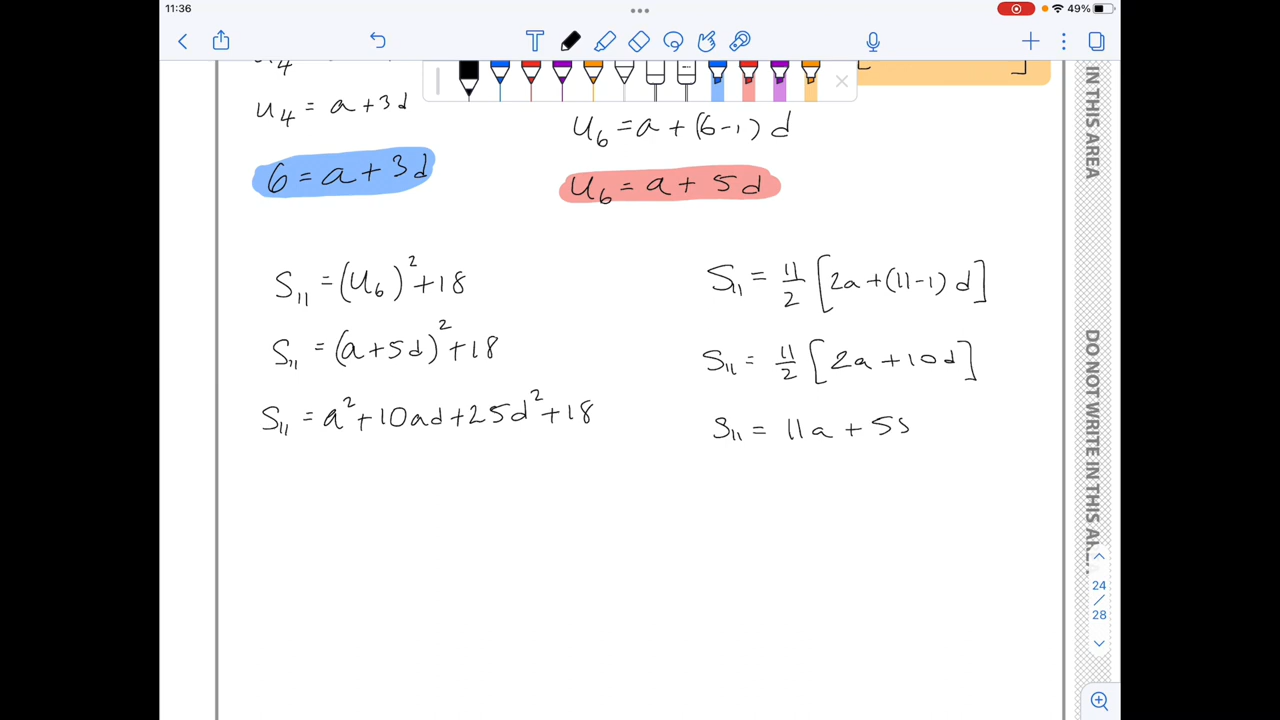 11:36
49%
u₄ = a + 3d
6 = a + 3d
u₆ = a + (6-1) d
u₆ = a + 5d
S₁₁ = (u₆)² + 18
S₁₁ = (a+5d)² + 18
S₁₁ = a² + 10ad + 25d² + 18
S₁₁ = 11/2 [2a + (11-1) d]
S₁₁ = 11/2 [2a + 10d]
S₁₁ = 11a + 55
IN THIS AREA
DO NOT WRITE IN THIS AREA
24
/
28